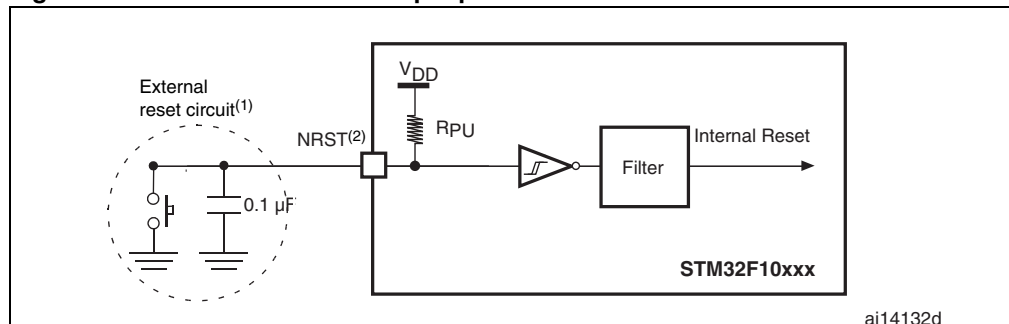 External
reset circuit(1)
VDD
NRST(2)
RPU
Internal Reset
Filter
0.1 µF
STM32F10xxx
ai14132d